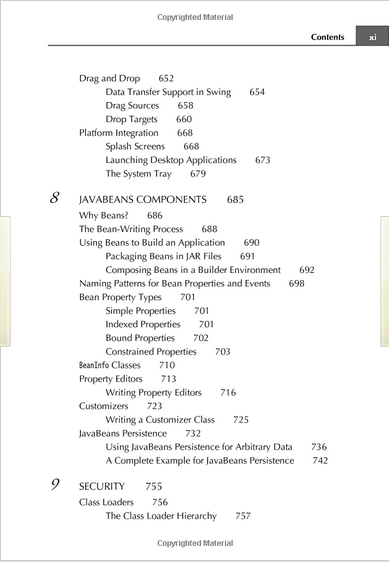 Copyrighted Material
Contents xi
Drag and Drop 652
Data Transfer Support in Swing 654
Drag Sources 658
Drop Targets 660
Platform Integration 668
Splash Screens 668
Launching Desktop Applications 673
The System Tray 679
8 JAVABEANS COMPONENTS 685
Why Beans? 686
The Bean-Writing Process 688
Using Beans to Build an Application 690
Packaging Beans in JAR Files 691
Composing Beans in a Builder Environment 692
Naming Patterns for Bean Properties and Events 698
Bean Property Types 701
Simple Properties 701
Indexed Properties 701
Bound Properties 702
Constrained Properties 703
BeanInfo Classes 710
Property Editors 713
Writing Property Editors 716
Customizers 723
Writing a Customizer Class 725
JavaBeans Persistence 732
Using JavaBeans Persistence for Arbitrary Data 736
A Complete Example for JavaBeans Persistence 742
9 SECURITY 755
Class Loaders 756
The Class Loader Hierarchy 757
Copyrighted Material